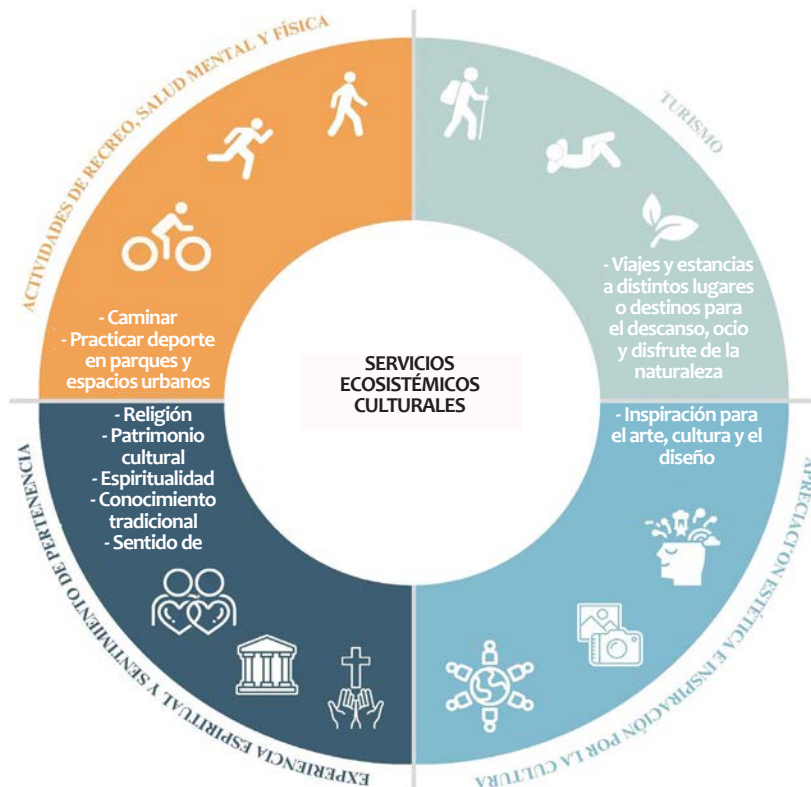 ACTIVIDADES DE RECREO, SALUD MENTAL Y FÍSICA
TURISMO
- Caminar
- Practicar deporte
en parques y
espacios urbanos
- Viajes y estancias
a distintos lugares
o destinos para
el descanso, ocio
y disfrute de la
naturaleza
SERVICIOS
ECOSISTÉMICOS
CULTURALES
- Religión
- Patrimonio
cultural
- Espiritualidad
- Conocimiento
tradicional
- Sentido de
- Inspiración para
el arte, cultura y el
diseño
EXPERIENCIA ESPIRITUAL Y SENTIMIENTO DE PERTENENCIA
APRECIACI'ON ESTÉTICA E INSPIRACIÓN POR LA CULTURA